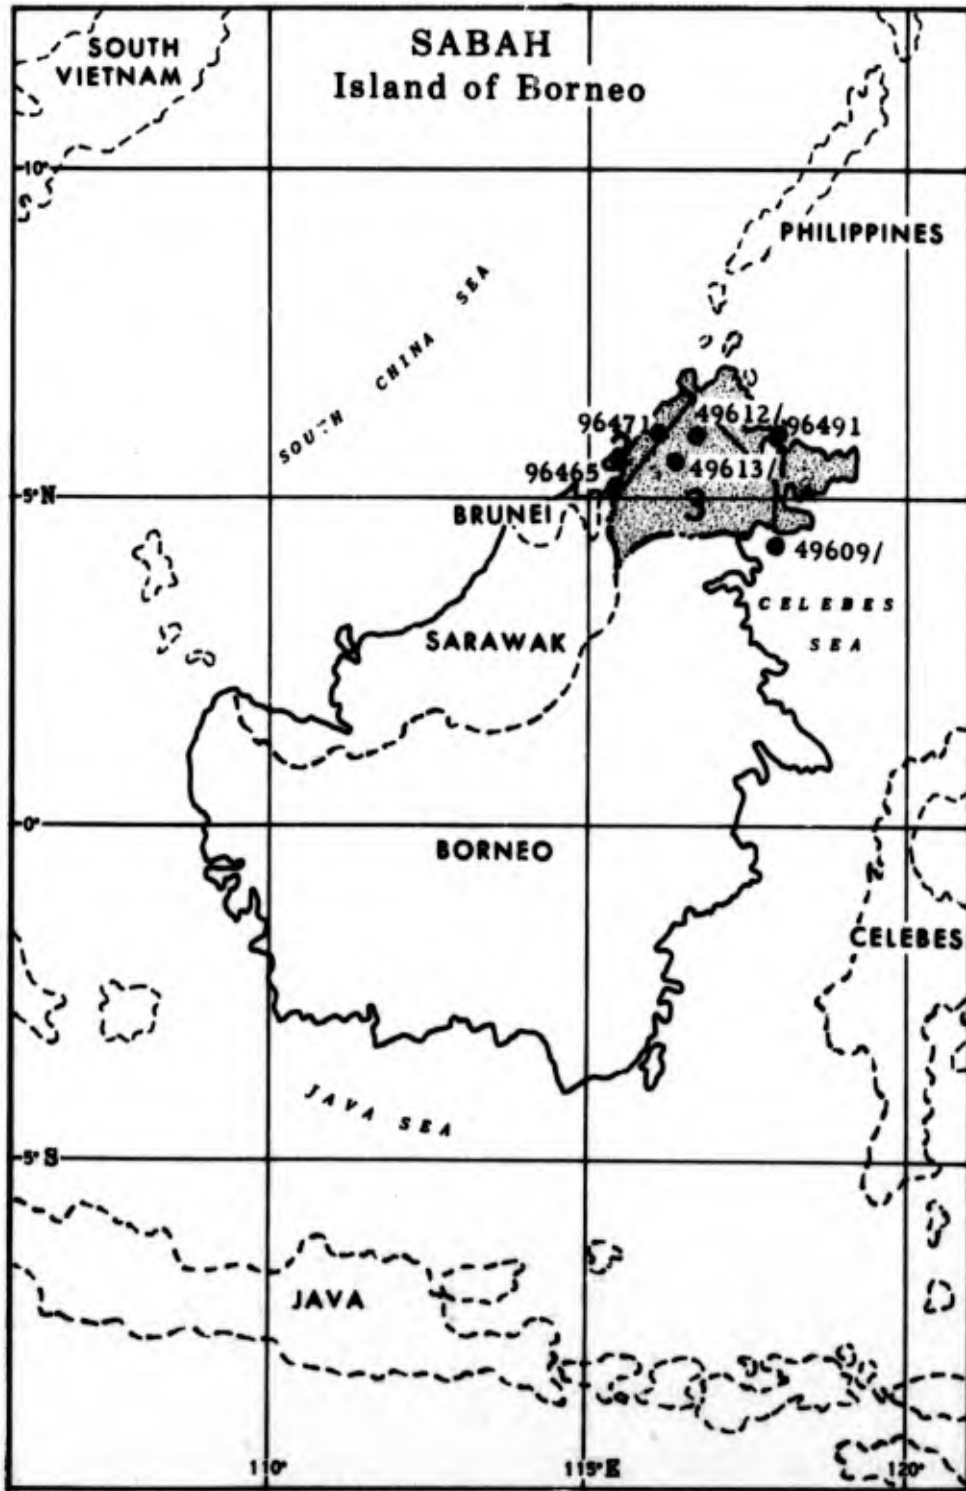 SABAH
Island of Borneo
SOUTH
VIETNAM
10°
PHILIPPINES
SOUTH CHINA SEA
96471
49612/
96491
96465
49613/
5°N
BRUNEI
3
49609/
CELEBES
SEA
SARAWAK
0°
BORNEO
CELEBES
JAVA SEA
5°S
JAVA
110°
115°E
120°